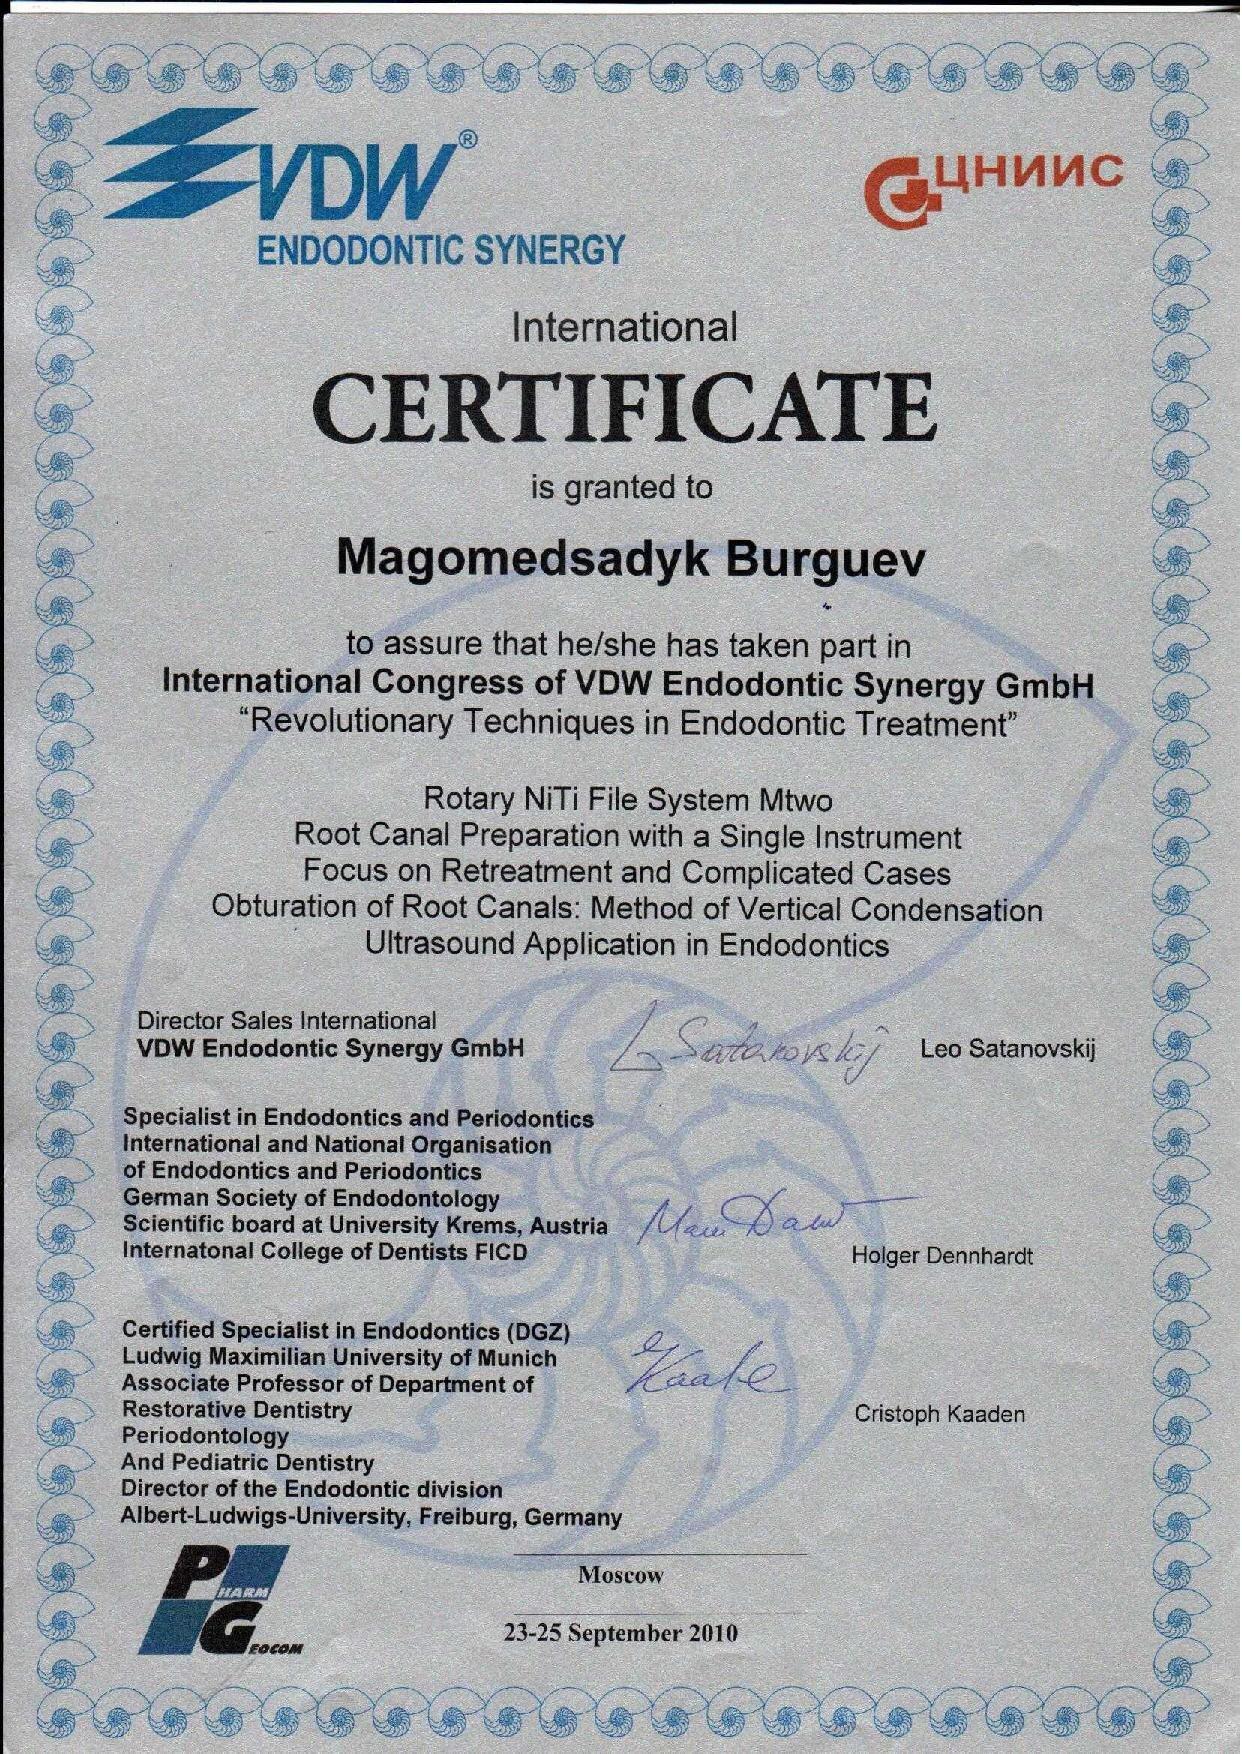 VDW®
ENDODONTIC SYNERGY
ЦНИИС
International
CERTIFICATE
is granted to
Magomedsadyk Burguev
to assure that he/she has taken part in
International Congress of VDW Endodontic Synergy GmbH
“Revolutionary Techniques in Endodontic Treatment”
Rotary NiTi File System Mtwo
Root Canal Preparation with a Single Instrument
Focus on Retreatment and Complicated Cases
Obturation of Root Canals: Method of Vertical Condensation
Ultrasound Application in Endodontics
Director Sales International
VDW Endodontic Synergy GmbH
L Satanovskij
Leo Satanovskij
Specialist in Endodontics and Periodontics
International and National Organisation
of Endodontics and Periodontics
German Society of Endodontology
Scientific board at University Krems, Austria
Internatonal College of Dentists FICD
Holger Dennhardt
Certified Specialist in Endodontics (DGZ)
Ludwig Maximilian University of Munich
Associate Professor of Department of
Restorative Dentistry
Periodontology
And Pediatric Dentistry
Director of the Endodontic division
Albert-Ludwigs-University, Freiburg, Germany
Cristoph Kaaden
PHARM
GEOCOM
Moscow
23-25 September 2010